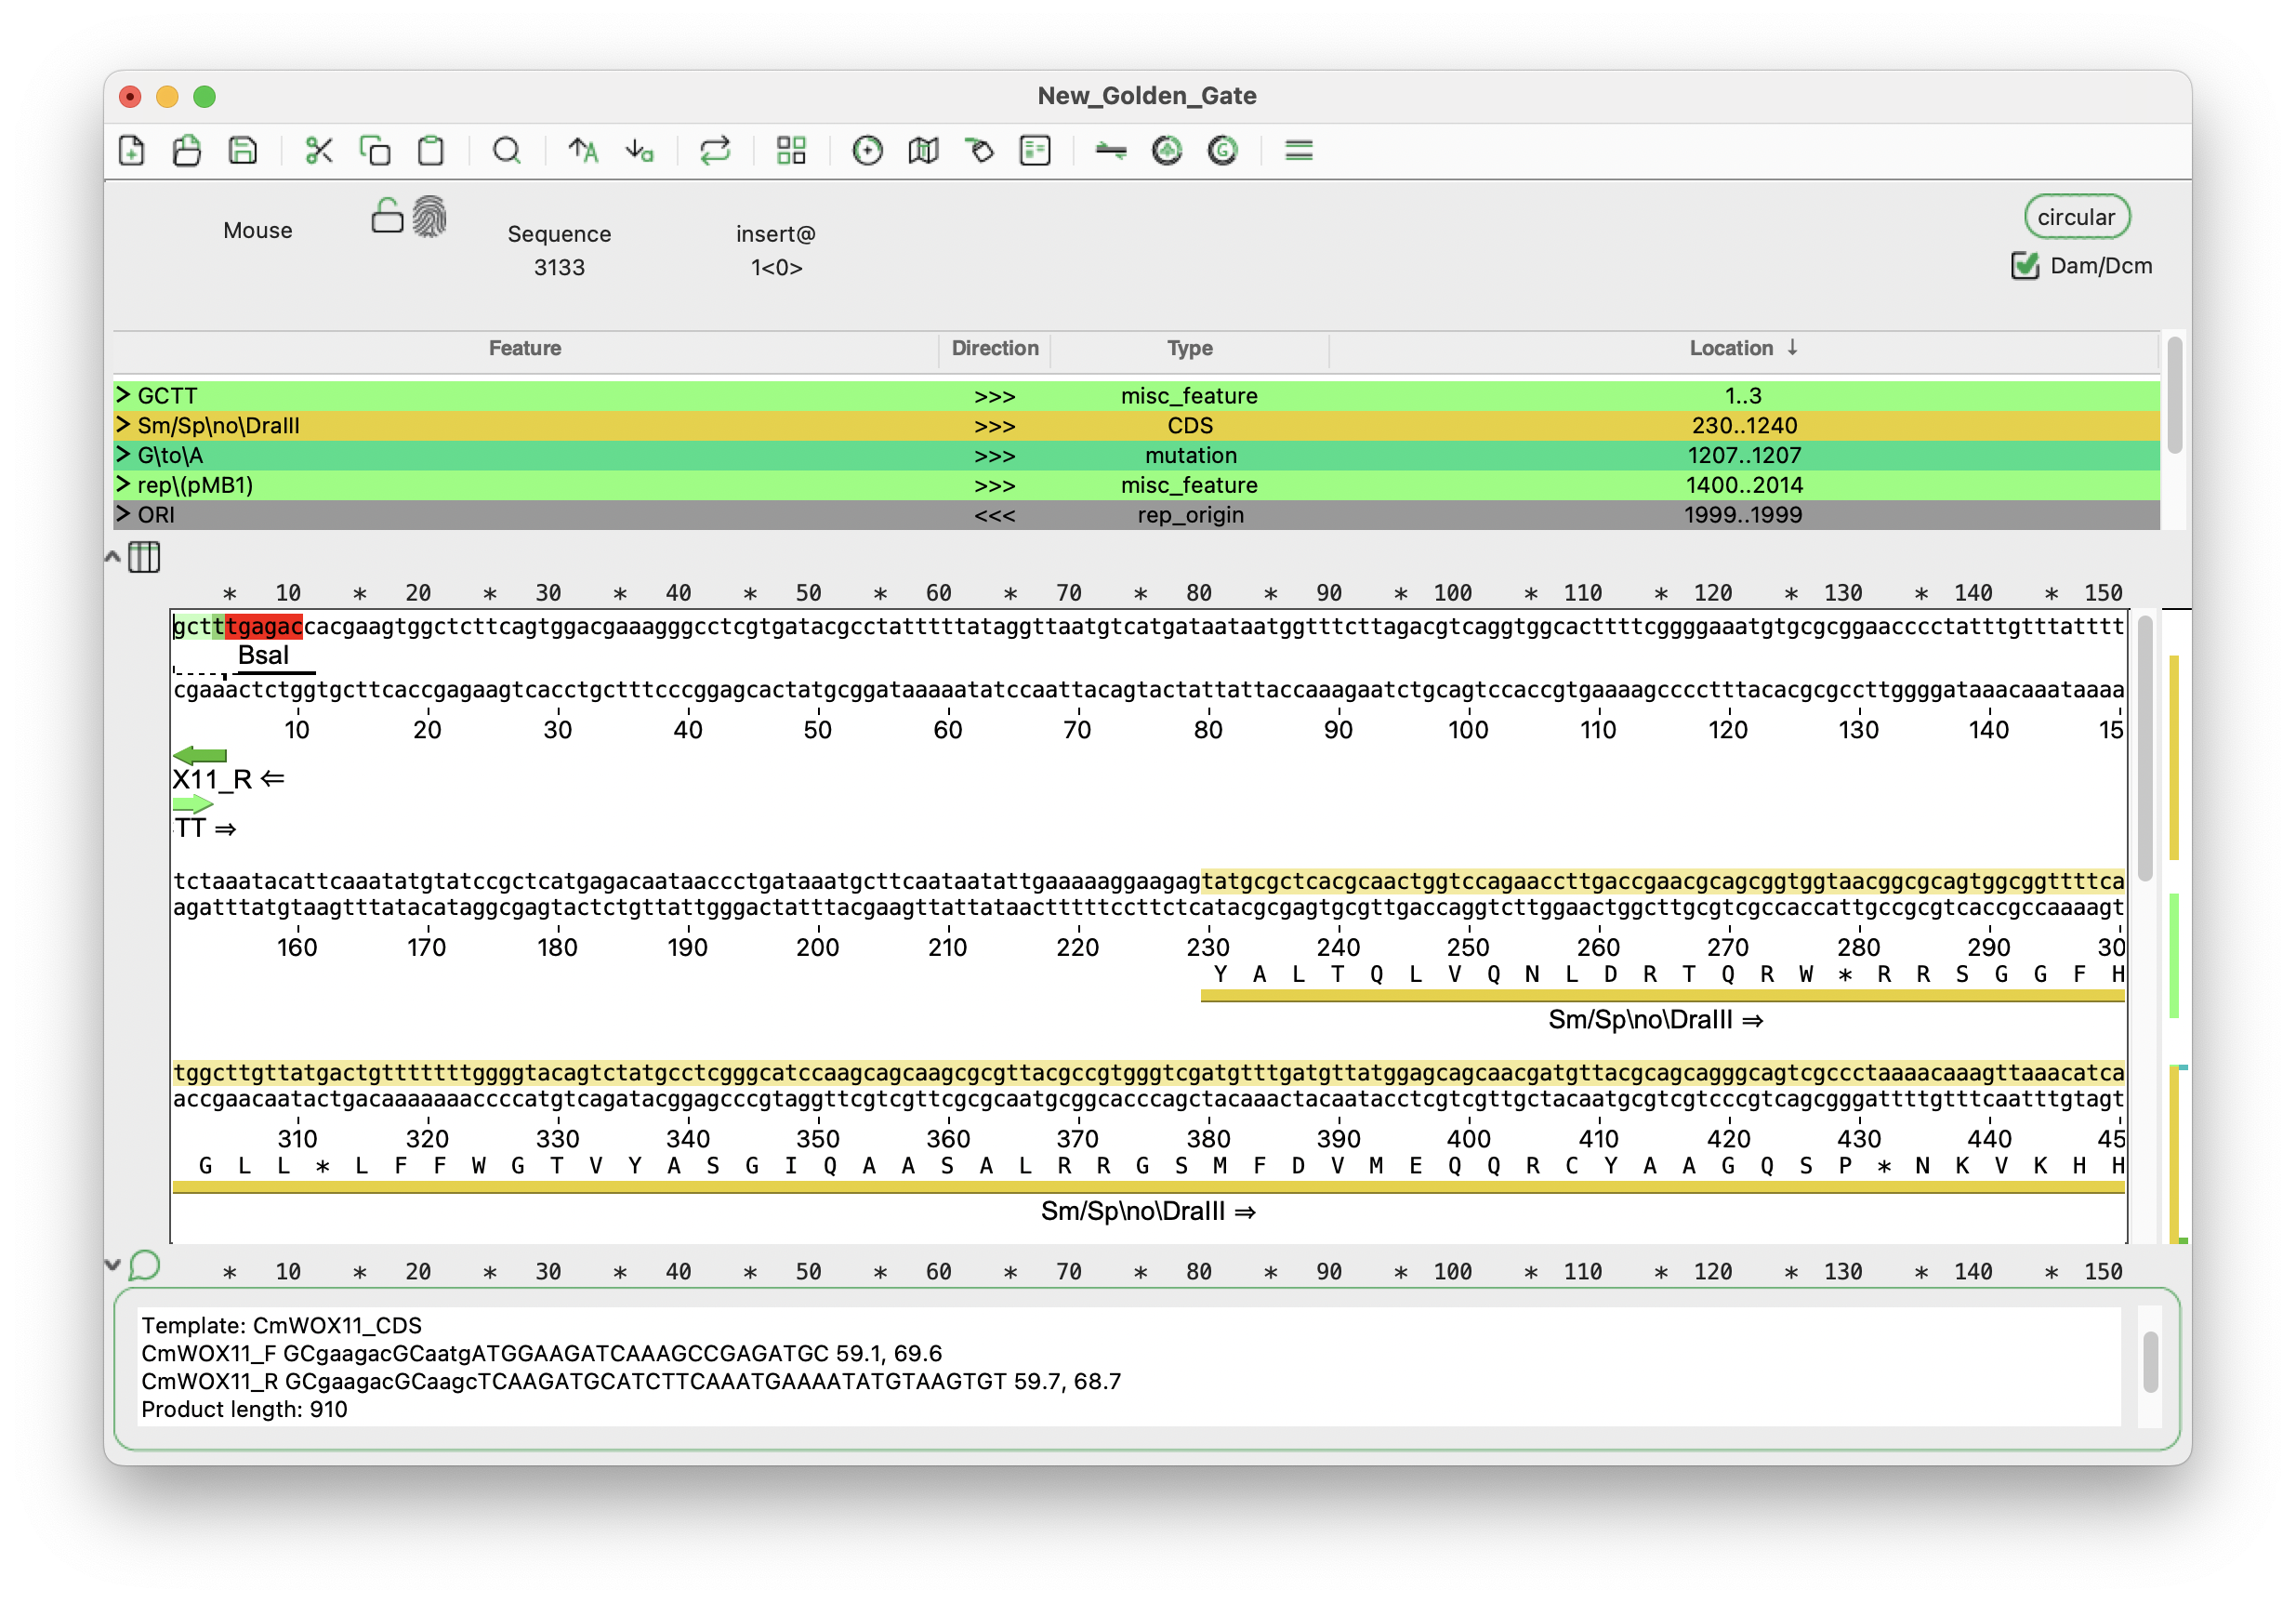 New_Golden_Gate
Mouse
Sequence
3133
insert@
1<0>
circular
Dam/Dcm
Feature Direction Type Location ↓
> GCTT >>> misc_feature 1..3
> Sm/Sp\no\DraIII >>> CDS 230..1240
> G\to\A >>> mutation 1207..1207
> rep\(pMB1) >>> misc_feature 1400..2014
> ORI <<< rep_origin 1999..1999
* 10 * 20 * 30 * 40 * 50 * 60 * 70 * 80 * 90 * 100 * 110 * 120 * 130 * 140 * 150
gctttgagaccacgaagtggctcttcagtggacgaaagggcctcgtgatacgcctatttttataggttaatgtcatgataataatggtttcttagacgtcaggtggcacttttcggggaaatgtgcgcggaacccctatttgtttatttt
BsaI
cgaaactctggtgcttcaccgagaagtcacctgctttcccggagcactatgcggataaaaatatccaattacagtactattattaccaaagaatctgcagtccaccgtgaaaagcccctttacacgcgccttggggataaacaaataaaa
10 20 30 40 50 60 70 80 90 100 110 120 130 140 15
X11_R ⇐
TT ⇒
tctaaatacattcaaatatgtatccgctcatgagacaataaccctgataaatgcttcaataatattgaaaaaggaagagtatgcgctcacgcaactggtccagaaccttgaccgaacgcagcggtggtaacggcgcagtggcggttttca
agatttatgtaagtttatacataggcgagtactctgttattgggactatttacgaagttattataactttttccttctcatacgcgagtgcgttgaccaggtcttggaactggcttgcgtcgccaccattgccgcgtcaccgccaaaagt
160 170 180 190 200 210 220 230 240 250 260 270 280 290 30
Y A L T Q L V Q N L D R T Q R W * R R S G G F H
Sm/Sp\no\DraIII ⇒
tggcttgttatgactgtttttttggggtacagtctatgcctcgggcatccaagcagcaagcgcgttacgccgtgggtcgatgtttgatgttatggagcagcaacgatgttacgcagcagggcagtcgccctaaaacaaagttaaacatca
accgaacaatactgacaaaaaaaccccatgtcagatacggagcccgtaggttcgtcgttcgcgcaatgcggcacccagctacaaactacaatacctcgtcgttgctacaatgcgtcgtcccgtcagcgggattttgtttcaatttgtagt
310 320 330 340 350 360 370 380 390 400 410 420 430 440 45
G L L * L F F W G T V Y A S G I Q A A S A L R R G S M F D V M E Q Q R C Y A A G Q S P * N K V K H H
Sm/Sp\no\DraIII ⇒
* 10 * 20 * 30 * 40 * 50 * 60 * 70 * 80 * 90 * 100 * 110 * 120 * 130 * 140 * 150
Template: CmWOX11_CDS
CmWOX11_F GCgaagacGCaatgATGGAAGATCAAAGCCGAGATGC 59.1, 69.6
CmWOX11_R GCgaagacGCaagcTCAAGATGCATCTTCAAATGAAAATATGTAAGTGT 59.7, 68.7
Product length: 910